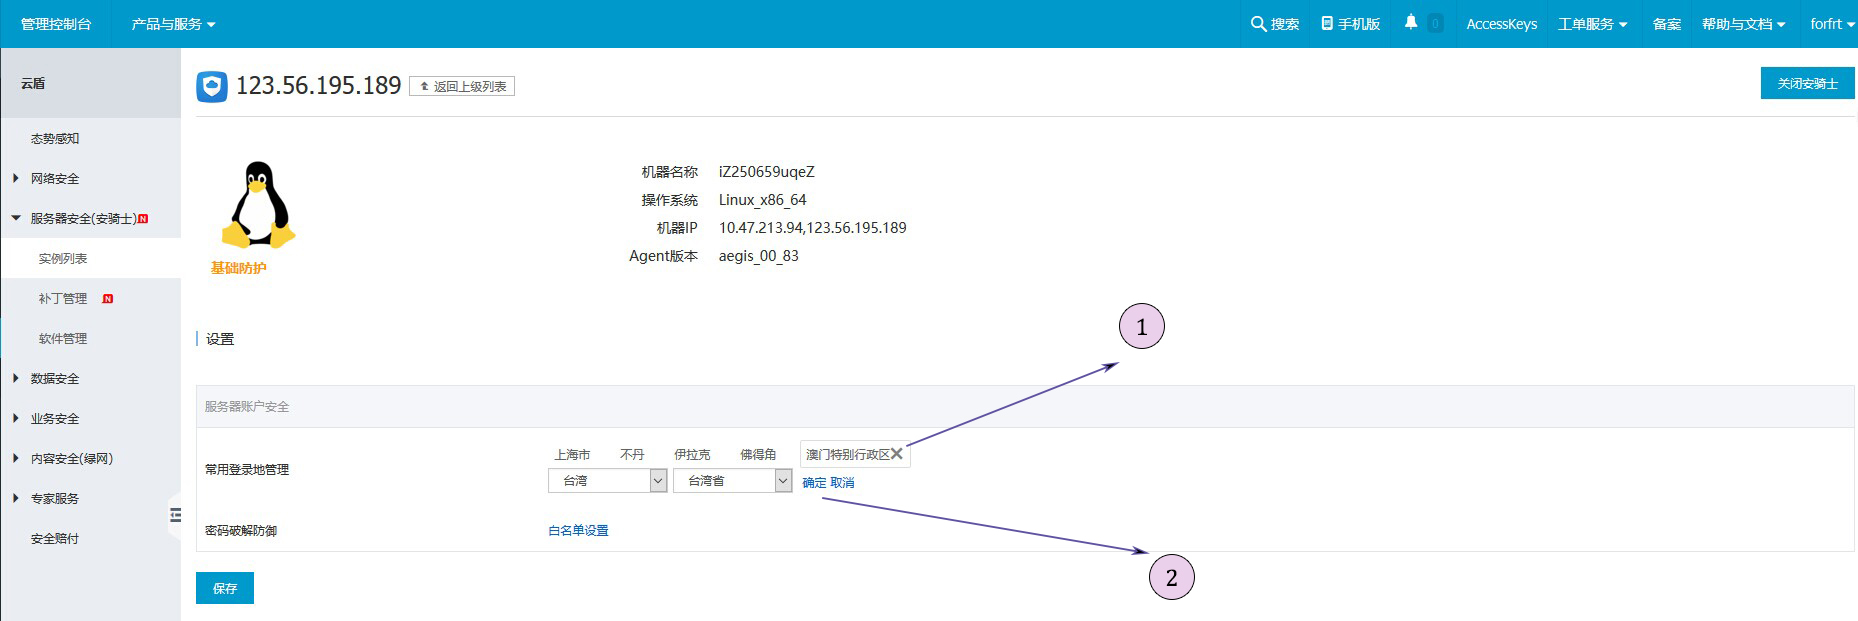 管理控制台 产品与服务 搜索 手机版 0 AccessKeys 工单服务 备案 帮助与文档 forfrt
云盾
123.56.195.189 返回上级列表 关闭安骑士
态势感知
网络安全
服务器安全(安骑士) N
实例列表
补丁管理 N
软件管理
数据安全
业务安全
内容安全(绿网)
专家服务
安全赔付
基础防护
机器名称 iZ250659uqeZ
操作系统 Linux_x86_64
机器IP 10.47.213.94,123.56.195.189
Agent版本 aegis_00_83
1
设置
服务器账户安全
常用登录地管理
上海市 不丹 伊拉克 佛得角 澳门特别行政区
台湾 台湾省 确定 取消
密码破解防御 白名单设置
2
保存